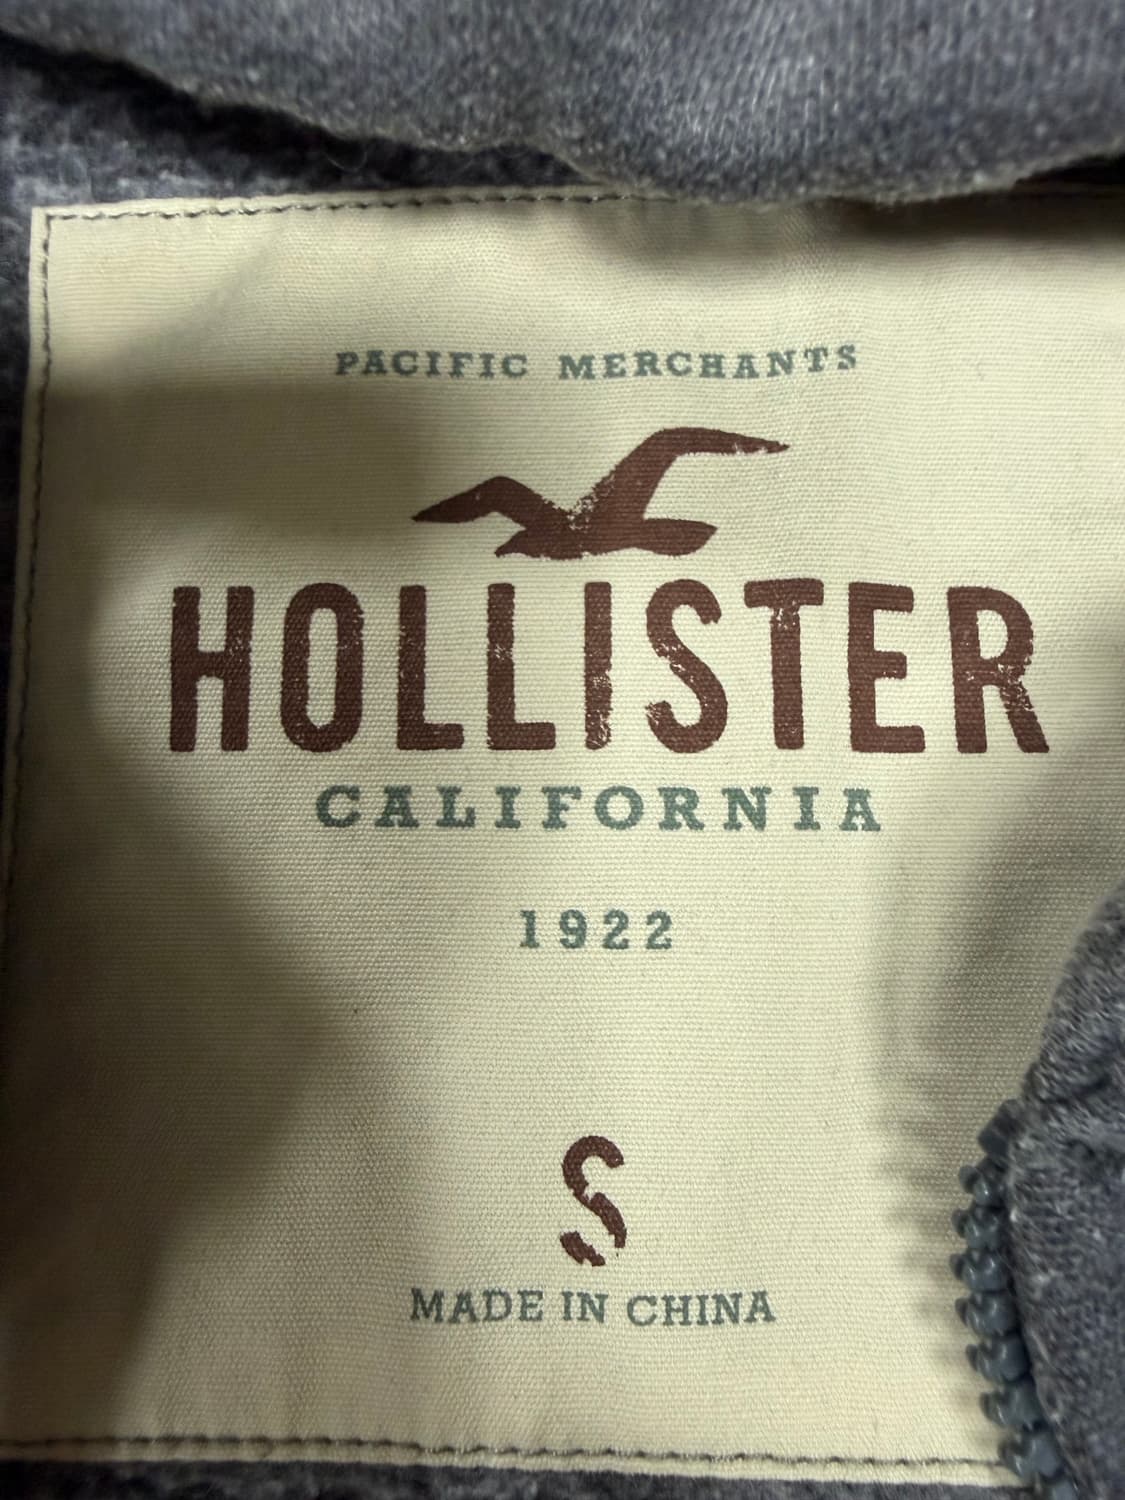 PACIFIC MERCHANTS
HOLLISTER
CALIFORNIA
1922
S
MADE IN CHINA